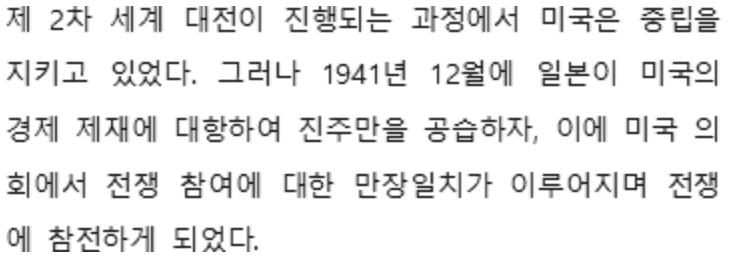 제 2차 세계 대전이 진행되는 과정에서 미국은 중립을
지키고 있었다. 그러나 1941년 12월에 일본이 미국의
경제 제재에 대항하여 진주만을 공습하자, 이에 미국 의
회에서 전쟁 참여에 대한 만장일치가 이루어지며 전쟁
에 참전하게 되었다.